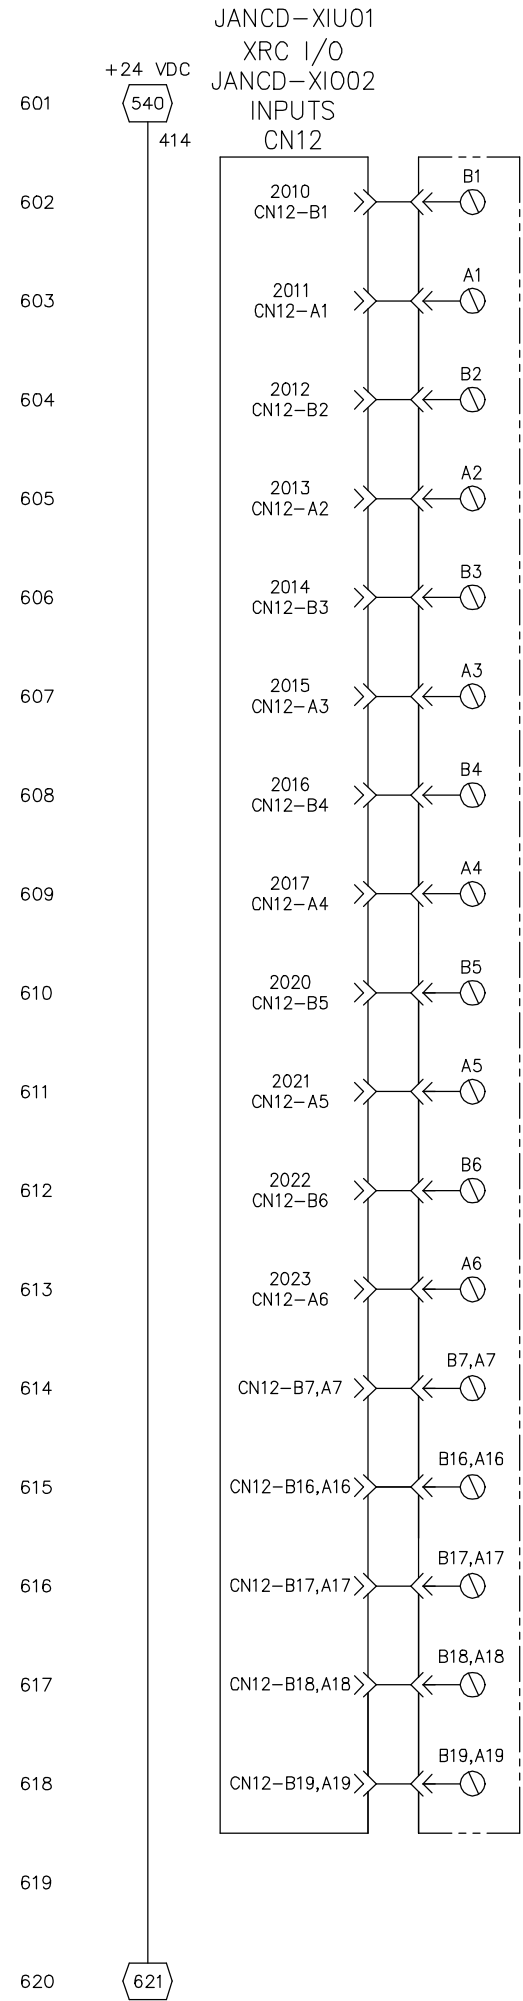 JANCD-XIU01
XRC I/O
JANCD-XIO02
INPUTS
CN12
+24 VDC
601
540
414
602
2010
CN12-B1
B1
603
2011
CN12-A1
A1
604
2012
CN12-B2
B2
605
2013
CN12-A2
A2
606
2014
CN12-B3
B3
607
2015
CN12-A3
A3
608
2016
CN12-B4
B4
609
2017
CN12-A4
A4
610
2020
CN12-B5
B5
611
2021
CN12-A5
A5
612
2022
CN12-B6
B6
613
2023
CN12-A6
A6
614
CN12-B7,A7
B7,A7
615
CN12-B16,A16
B16,A16
616
CN12-B17,A17
B17,A17
617
CN12-B18,A18
B18,A18
618
CN12-B19,A19
B19,A19
619
620
621